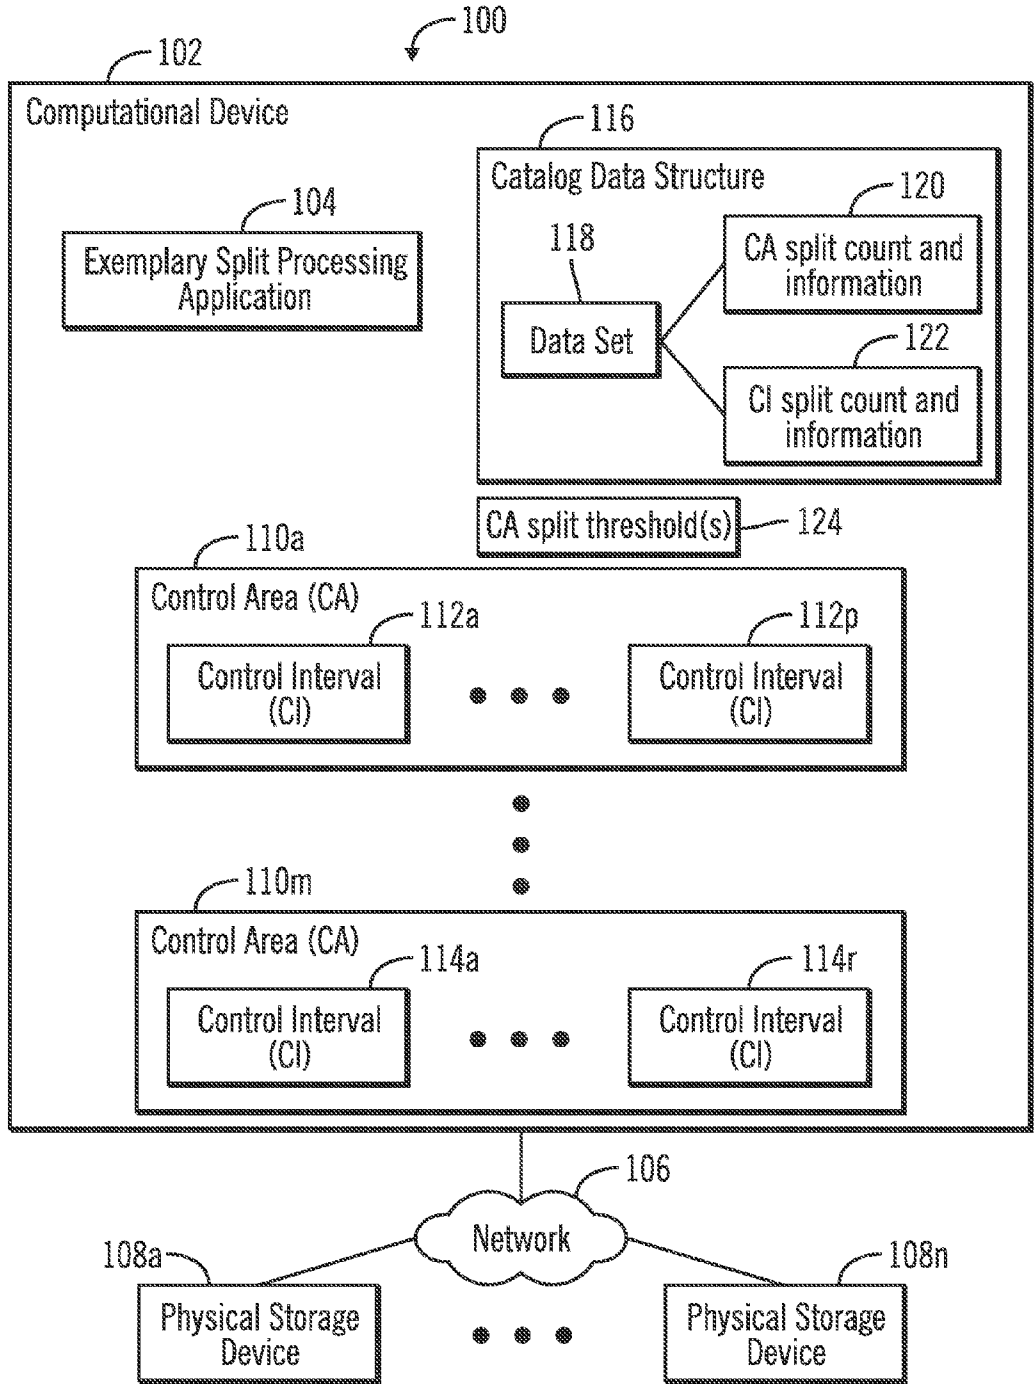 100
102
Computational Device
116
Catalog Data Structure
104
Exemplary Split Processing
Application
118
Data Set
120
CA split count and
information
122
CI split count and
information
CA split threshold(s)
124
110a
Control Area (CA)
112a
Control Interval
(CI)
112p
Control Interval
(CI)
110m
Control Area (CA)
114a
Control Interval
(CI)
114r
Control Interval
(CI)
106
Network
108a
Physical Storage
Device
108n
Physical Storage
Device